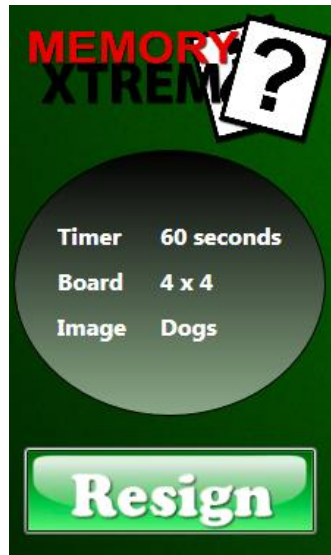 MEMORY
XTREM
?
Timer 60 seconds
Board 4 x 4
Image Dogs
Resign